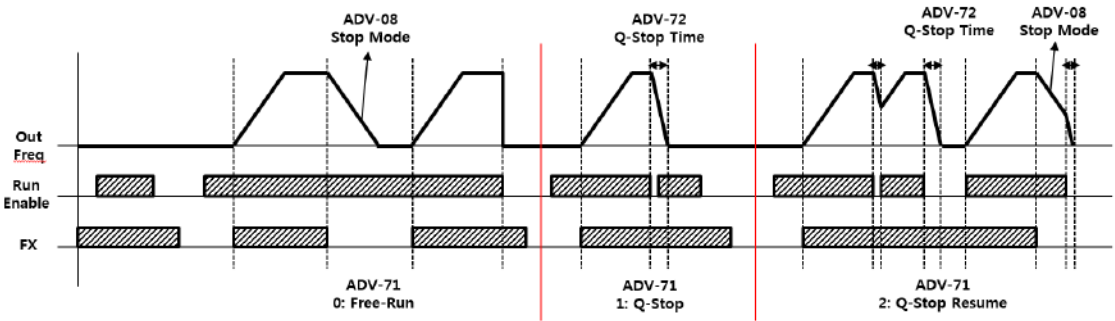 ADV-08
Stop Mode
ADV-72
Q-Stop Time
ADV-72
Q-Stop Time
ADV-08
Stop Mode
Out
Freq
Run
Enable
FX
ADV-71
0: Free-Run
ADV-71
1: Q-Stop
ADV-71
2: Q-Stop Resume